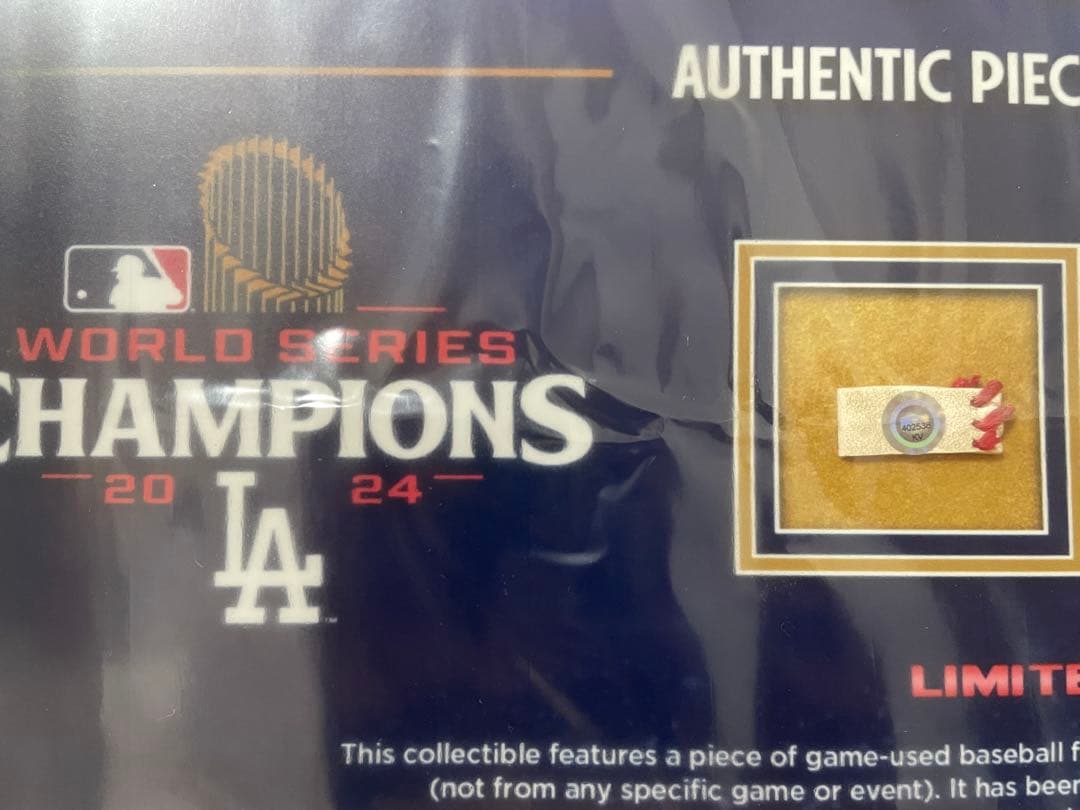 AUTHENTIC PIEC
WORLD SERIES
CHAMPIONS
20 24
LA
TM
402536
KV
LIMITE
This collectible features a piece of game-used baseball f
(not from any specific game or event). It has been